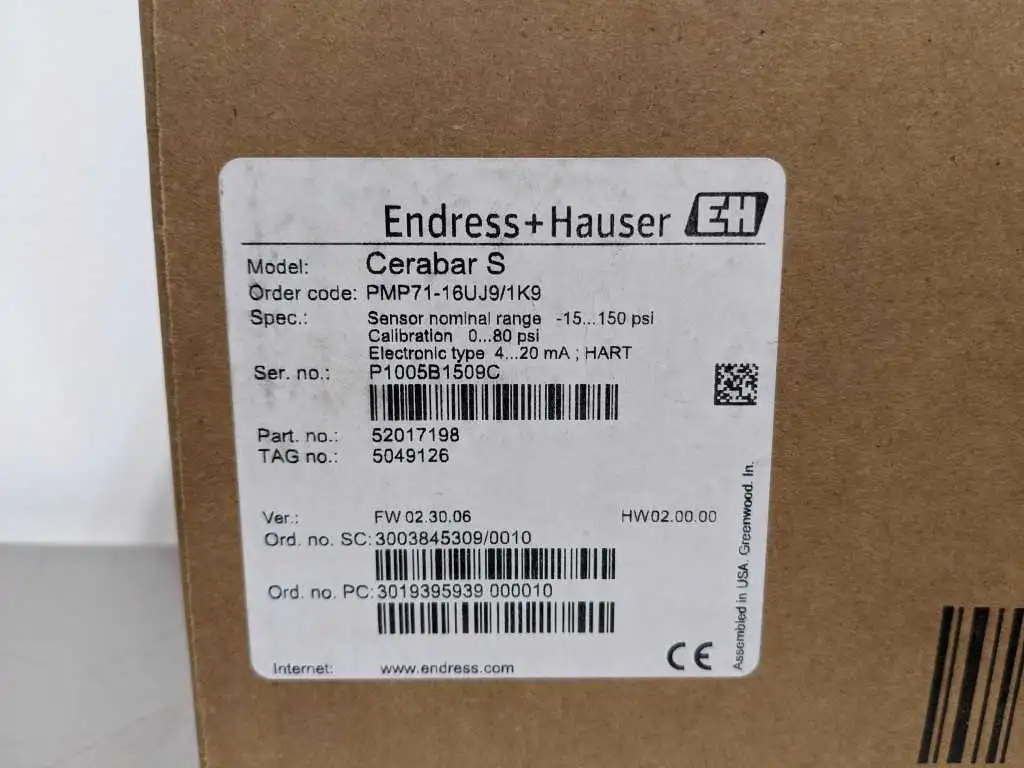 Endress+Hauser EH
Model: Cerabar S
Order code: PMP71-16UJ9/1K9
Spec.: Sensor nominal range -15...150 psi
Calibration 0...80 psi
Electronic type 4...20 mA ; HART
Ser. no.: P1005B1509C
Part. no.: 52017198
TAG no.: 5049126
Ver.: FW 02.30.06 HW02.00.00
Ord. no. SC: 3003845309/0010
Ord. no. PC: 3019395939 000010
Internet: www.endress.com
CE
Assembled in USA. Greenwood. In.